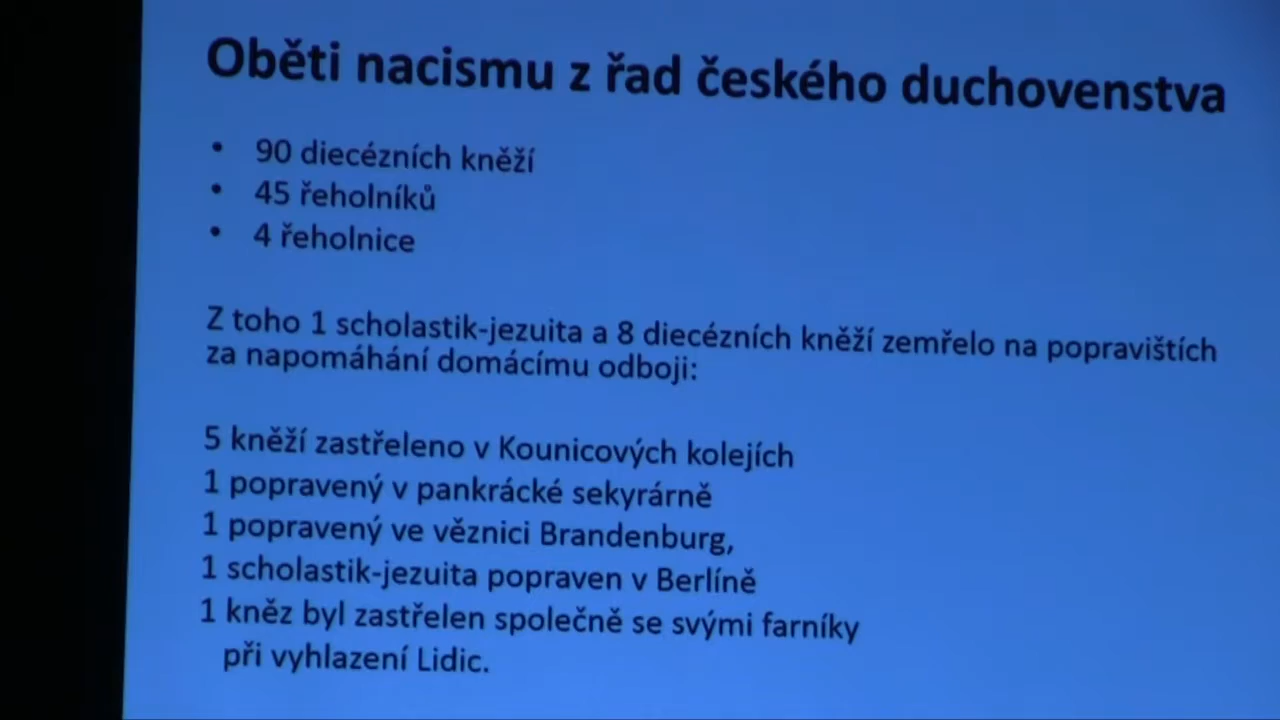 Oběti nacismu z řad českého duchovenstva
• 90 diecézních kněží
• 45 řeholníků
• 4 řeholnice
Z toho 1 scholastik-jezuita a 8 diecézních kněží zemřelo na popravištích
za napomáhání domácímu odboji:
5 kněží zastřeleno v Kounicových kolejích
1 popravený v pankrácké sekyrárně
1 popravený ve věznici Brandenburg,
1 scholastik-jezuita popraven v Berlíně
1 kněz byl zastřelen společně se svými farníky
při vyhlazení Lidic.